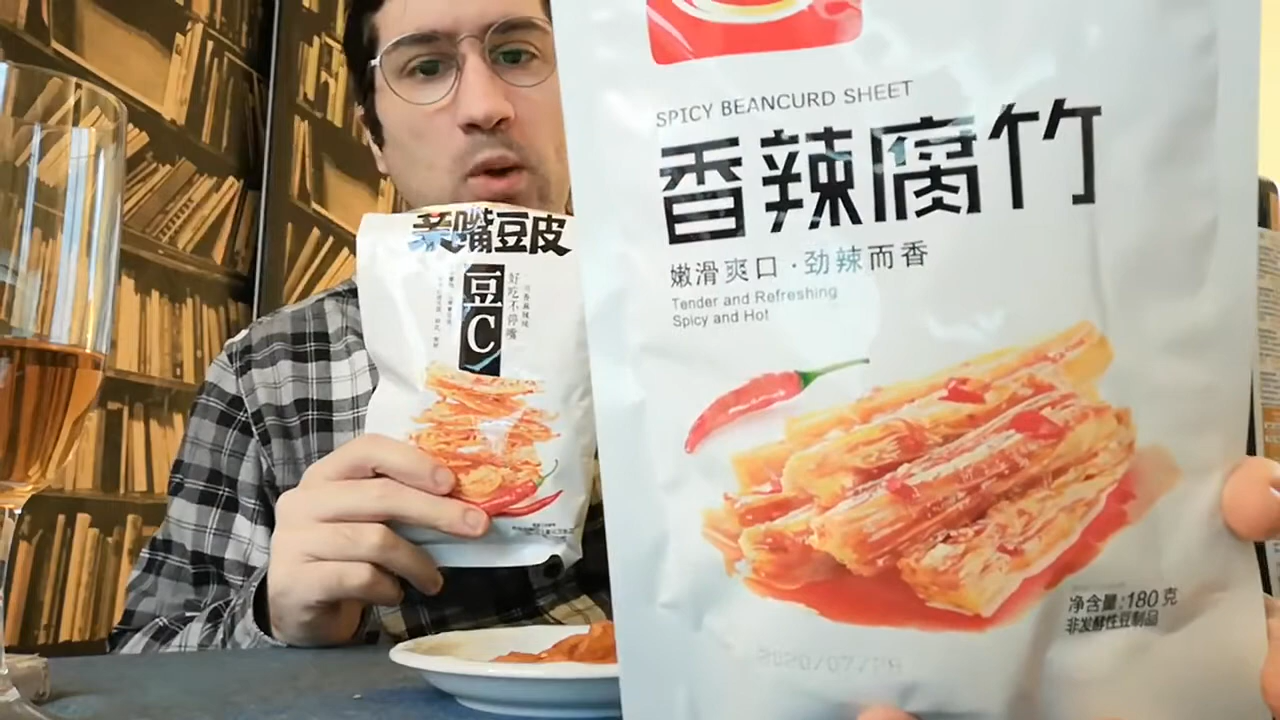 SPICY BEANCURD SHEET
香辣腐竹
嫩滑爽口·劲辣而香
Tender and Refreshing
Spicy and Hot
净含量:180克
非发酵性豆制品
2020/07/
亲嘴豆皮
豆C
好吃不停嘴